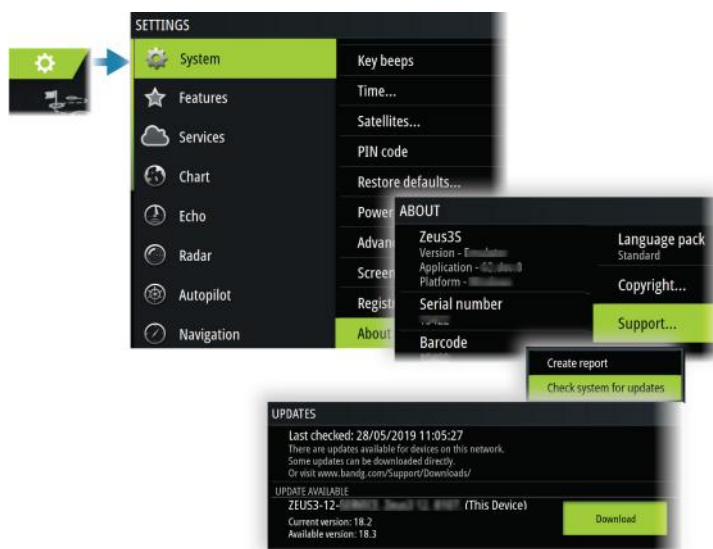 SETTINGS
System
Features
Services
Chart
Echo
Radar
Autopilot
Navigation
Key beeps
Time...
Satellites...
PIN code
Restore defaults...
Power
Advan
Screen
Regist
About
ABOUT
Zeus3S
Version -
Application -
Platform -
Serial number
Barcode
Language pack
Standard
Copyright...
Support...
Create report
Check system for updates
UPDATES
Last checked: 28/05/2019 11:05:27
There are updates available for devices on this network.
Some updates can be downloaded directly.
Or visit www.bandg.com/Support/Downloads/
UPDATE AVAILABLE
ZEUS3-12- (This Device)
Current version: 18.2
Available version: 18.3
Download